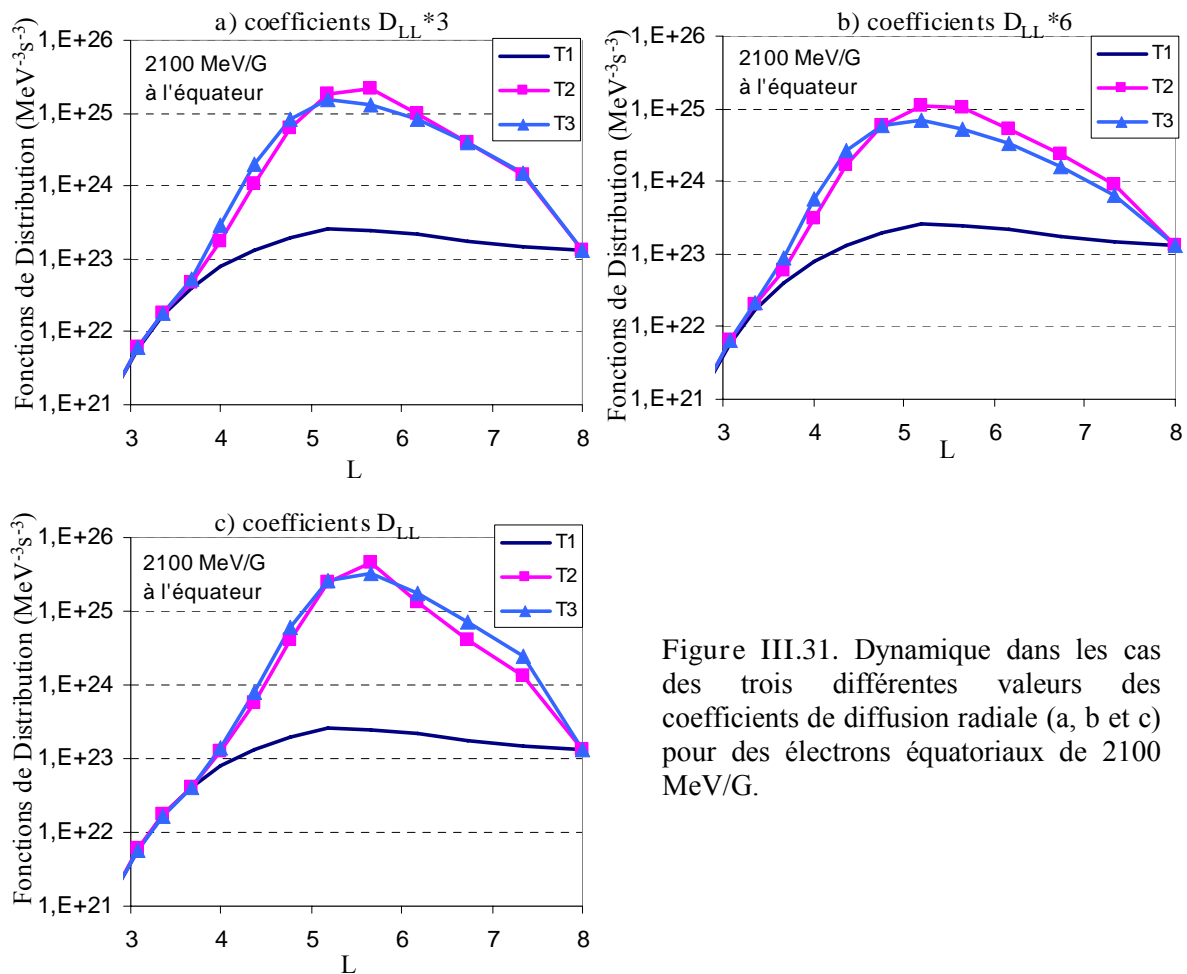 a) coefficients D_LL*3
Fonctions de Distribution (MeV-3s-3)
1,E+26
1,E+25
1,E+24
1,E+23
1,E+22
1,E+21
2100 MeV/G
à l'équateur
T1
T2
T3
3 4 5 6 7 8
L
b) coefficients D_LL*6
Fonctions de Distribution (MeV-3s-3)
1,E+26
1,E+25
1,E+24
1,E+23
1,E+22
1,E+21
2100 MeV/G
à l'équateur
T1
T2
T3
3 4 5 6 7 8
L
c) coefficients D_LL
Fonctions de Distribution (MeV-3s-3)
1,E+26
1,E+25
1,E+24
1,E+23
1,E+22
1,E+21
2100 MeV/G
à l'équateur
T1
T2
T3
3 4 5 6 7 8
L
Figure III.31. Dynamique dans les cas
des trois différentes valeurs des
coefficients de diffusion radiale (a, b et c)
pour des électrons équatoriaux de 2100
MeV/G.